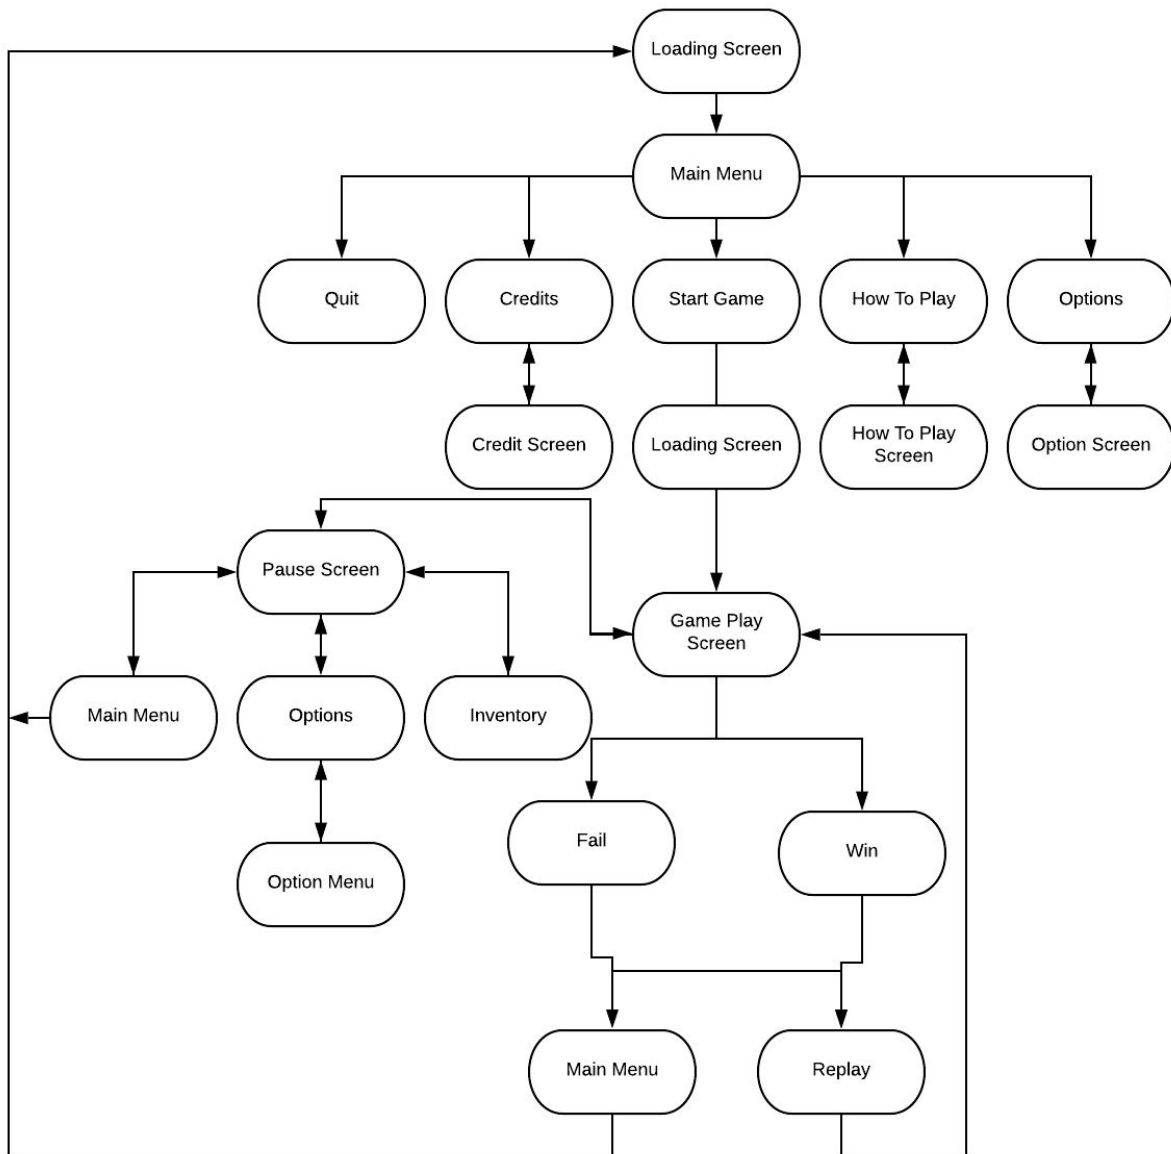 Loading Screen
Main Menu
Quit
Credits
Start Game
How To Play
Options
Credit Screen
Loading Screen
How To Play
Screen
Option Screen
Pause Screen
Game Play
Screen
Main Menu
Options
Inventory
Fail
Win
Option Menu
Main Menu
Replay